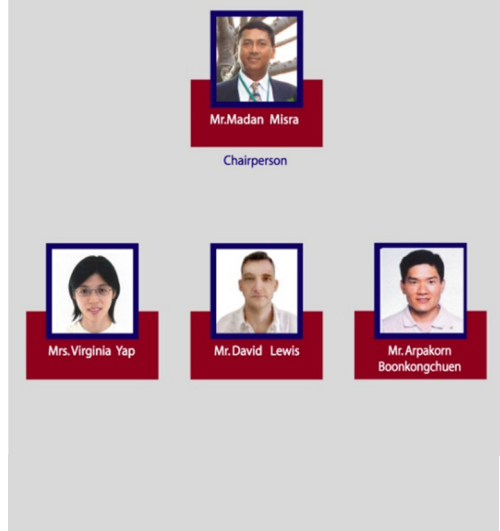 Mr.Madan Misra
Chairperson
Mrs.Virginia Yap
Mr.David Lewis
Mr.Arpakorn
Boonkongchuen